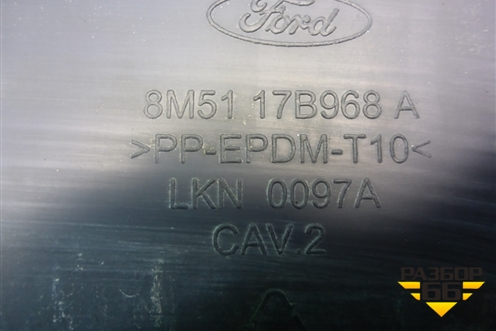 Ford
8M51 17B968 A
>PP-EPDM-T10<
LKN 0097A
CAV.2
РАЗБОР
66